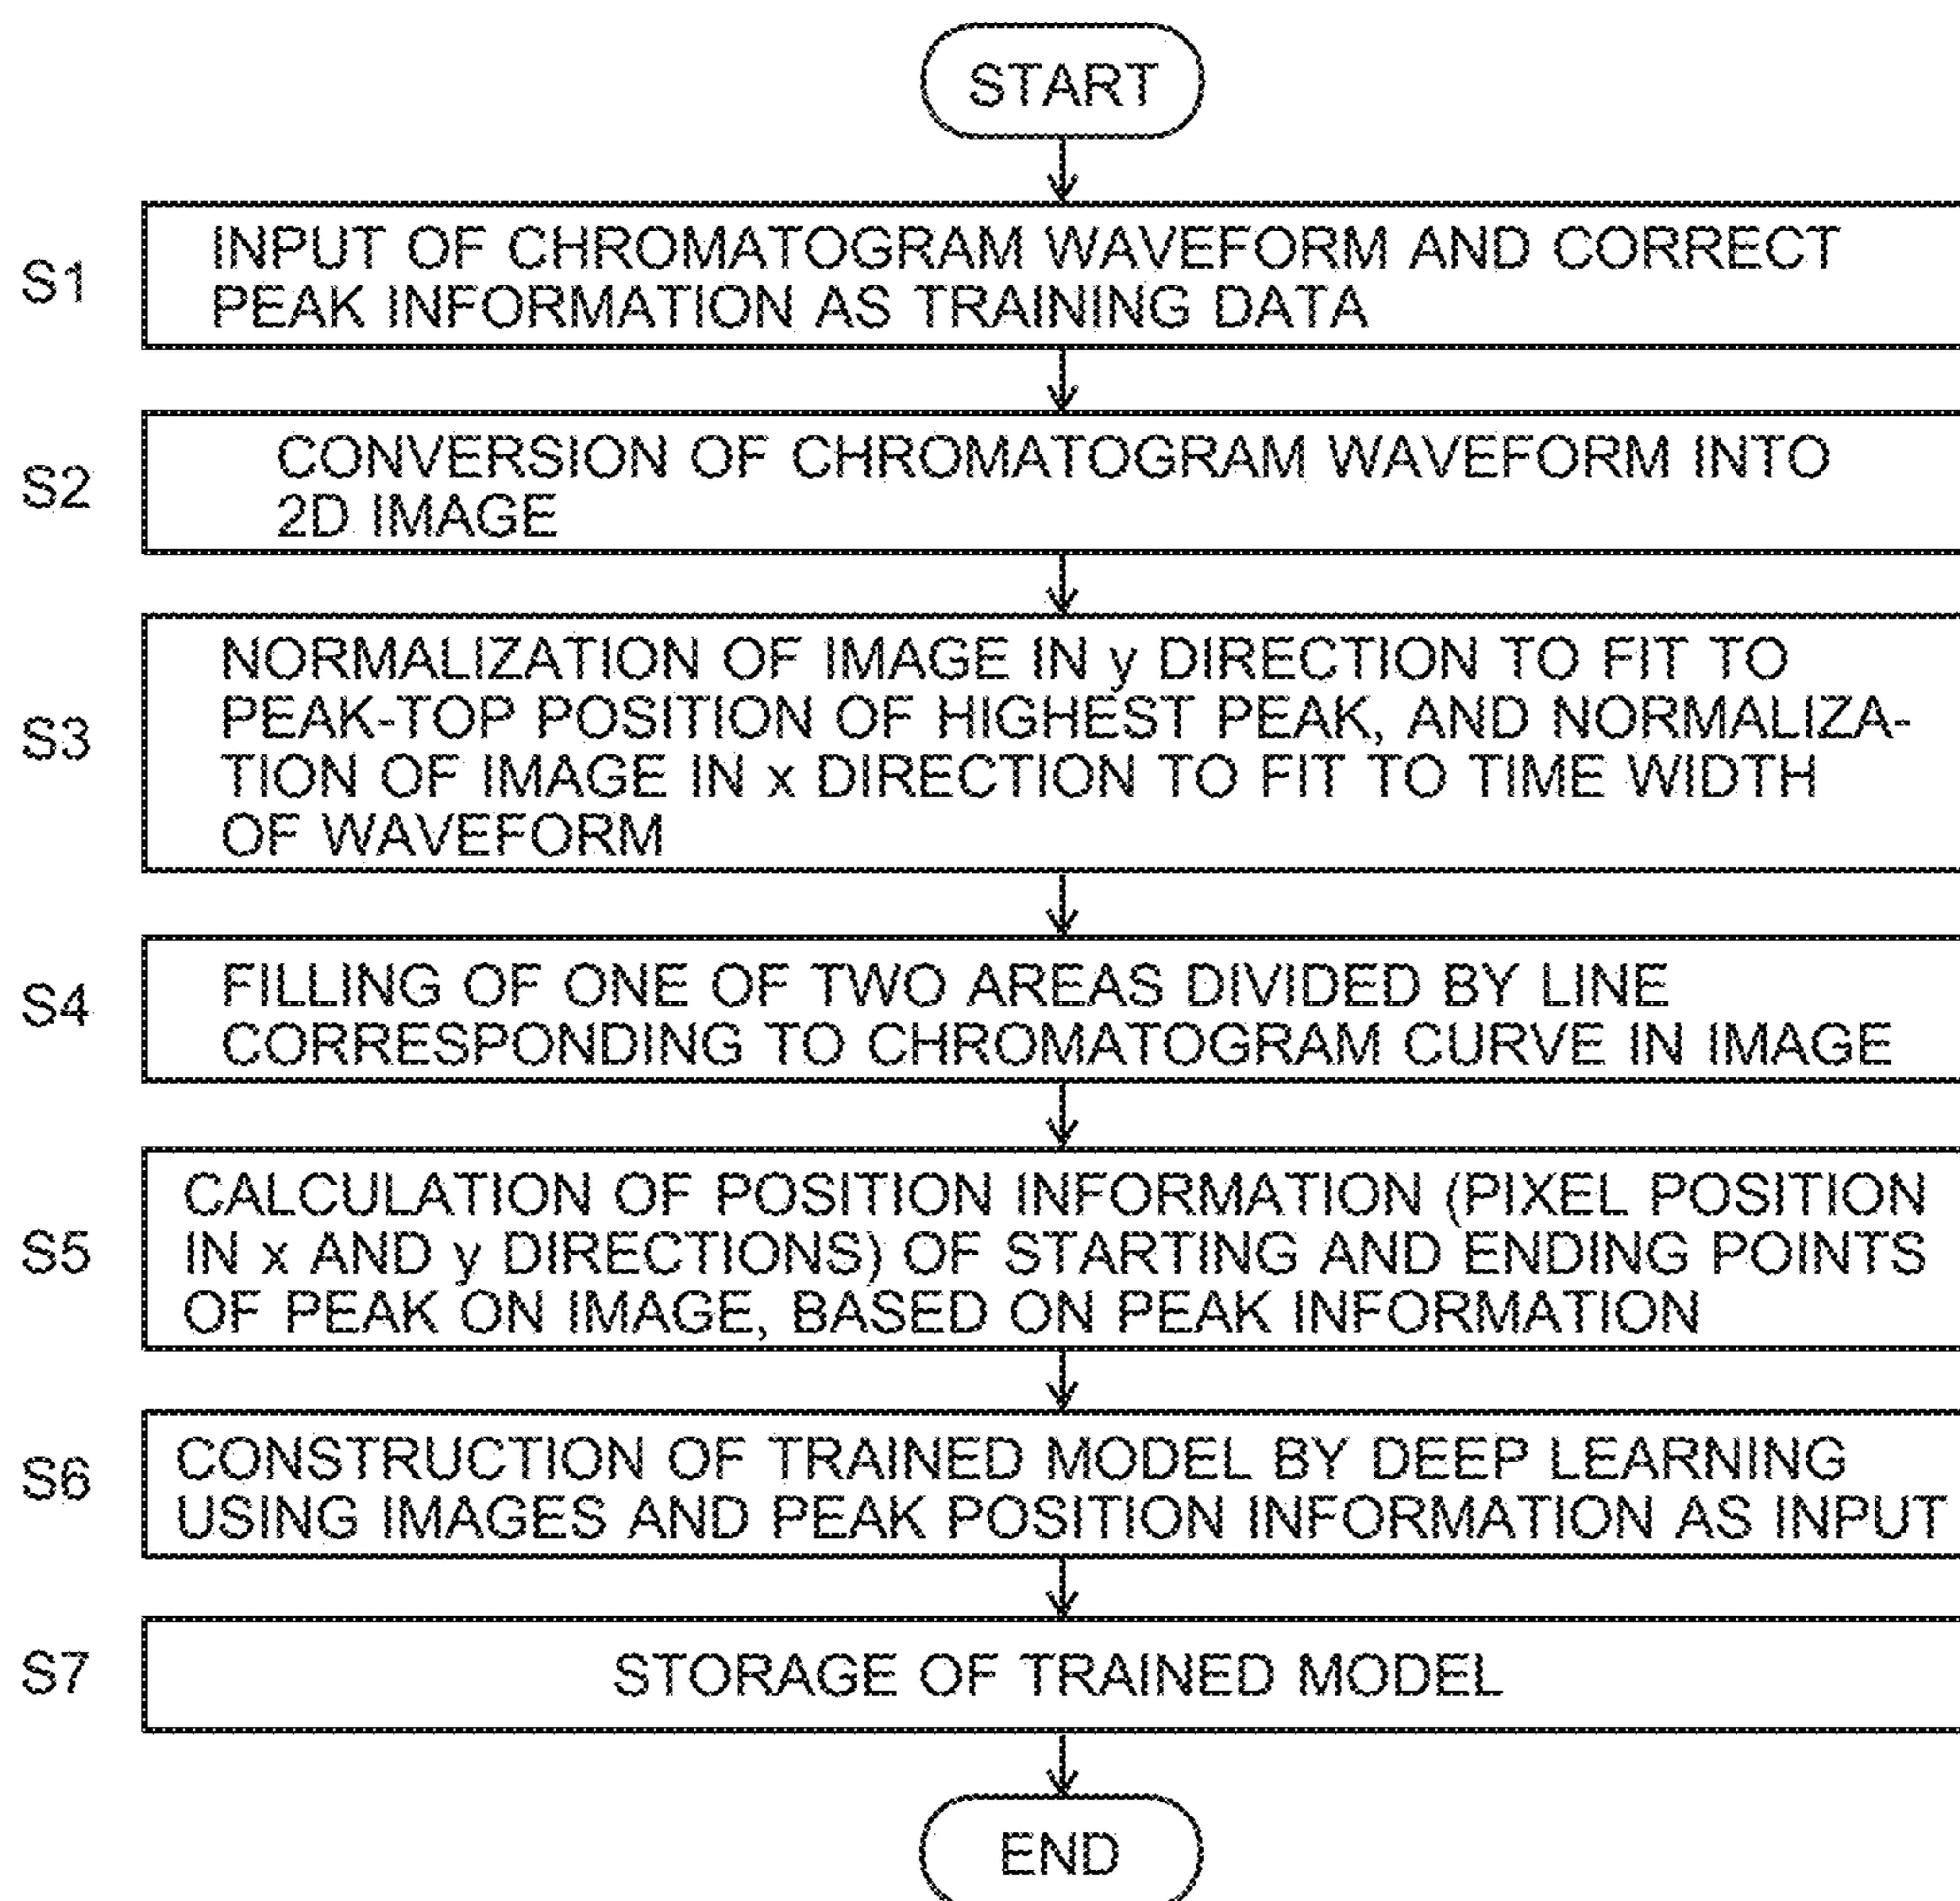 START
S1
INPUT OF CHROMATOGRAM WAVEFORM AND CORRECT
PEAK INFORMATION AS TRAINING DATA
S2
CONVERSION OF CHROMATOGRAM WAVEFORM INTO
2D IMAGE
S3
NORMALIZATION OF IMAGE IN y DIRECTION TO FIT TO
PEAK-TOP POSITION OF HIGHEST PEAK, AND NORMALIZA-
TION OF IMAGE IN x DIRECTION TO FIT TO TIME WIDTH
OF WAVEFORM
S4
FILLING OF ONE OF TWO AREAS DIVIDED BY LINE
CORRESPONDING TO CHROMATOGRAM CURVE IN IMAGE
S5
CALCULATION OF POSITION INFORMATION (PIXEL POSITION
IN x AND y DIRECTIONS) OF STARTING AND ENDING POINTS
OF PEAK ON IMAGE, BASED ON PEAK INFORMATION
S6
CONSTRUCTION OF TRAINED MODEL BY DEEP LEARNING
USING IMAGES AND PEAK POSITION INFORMATION AS INPUT
S7
STORAGE OF TRAINED MODEL
END